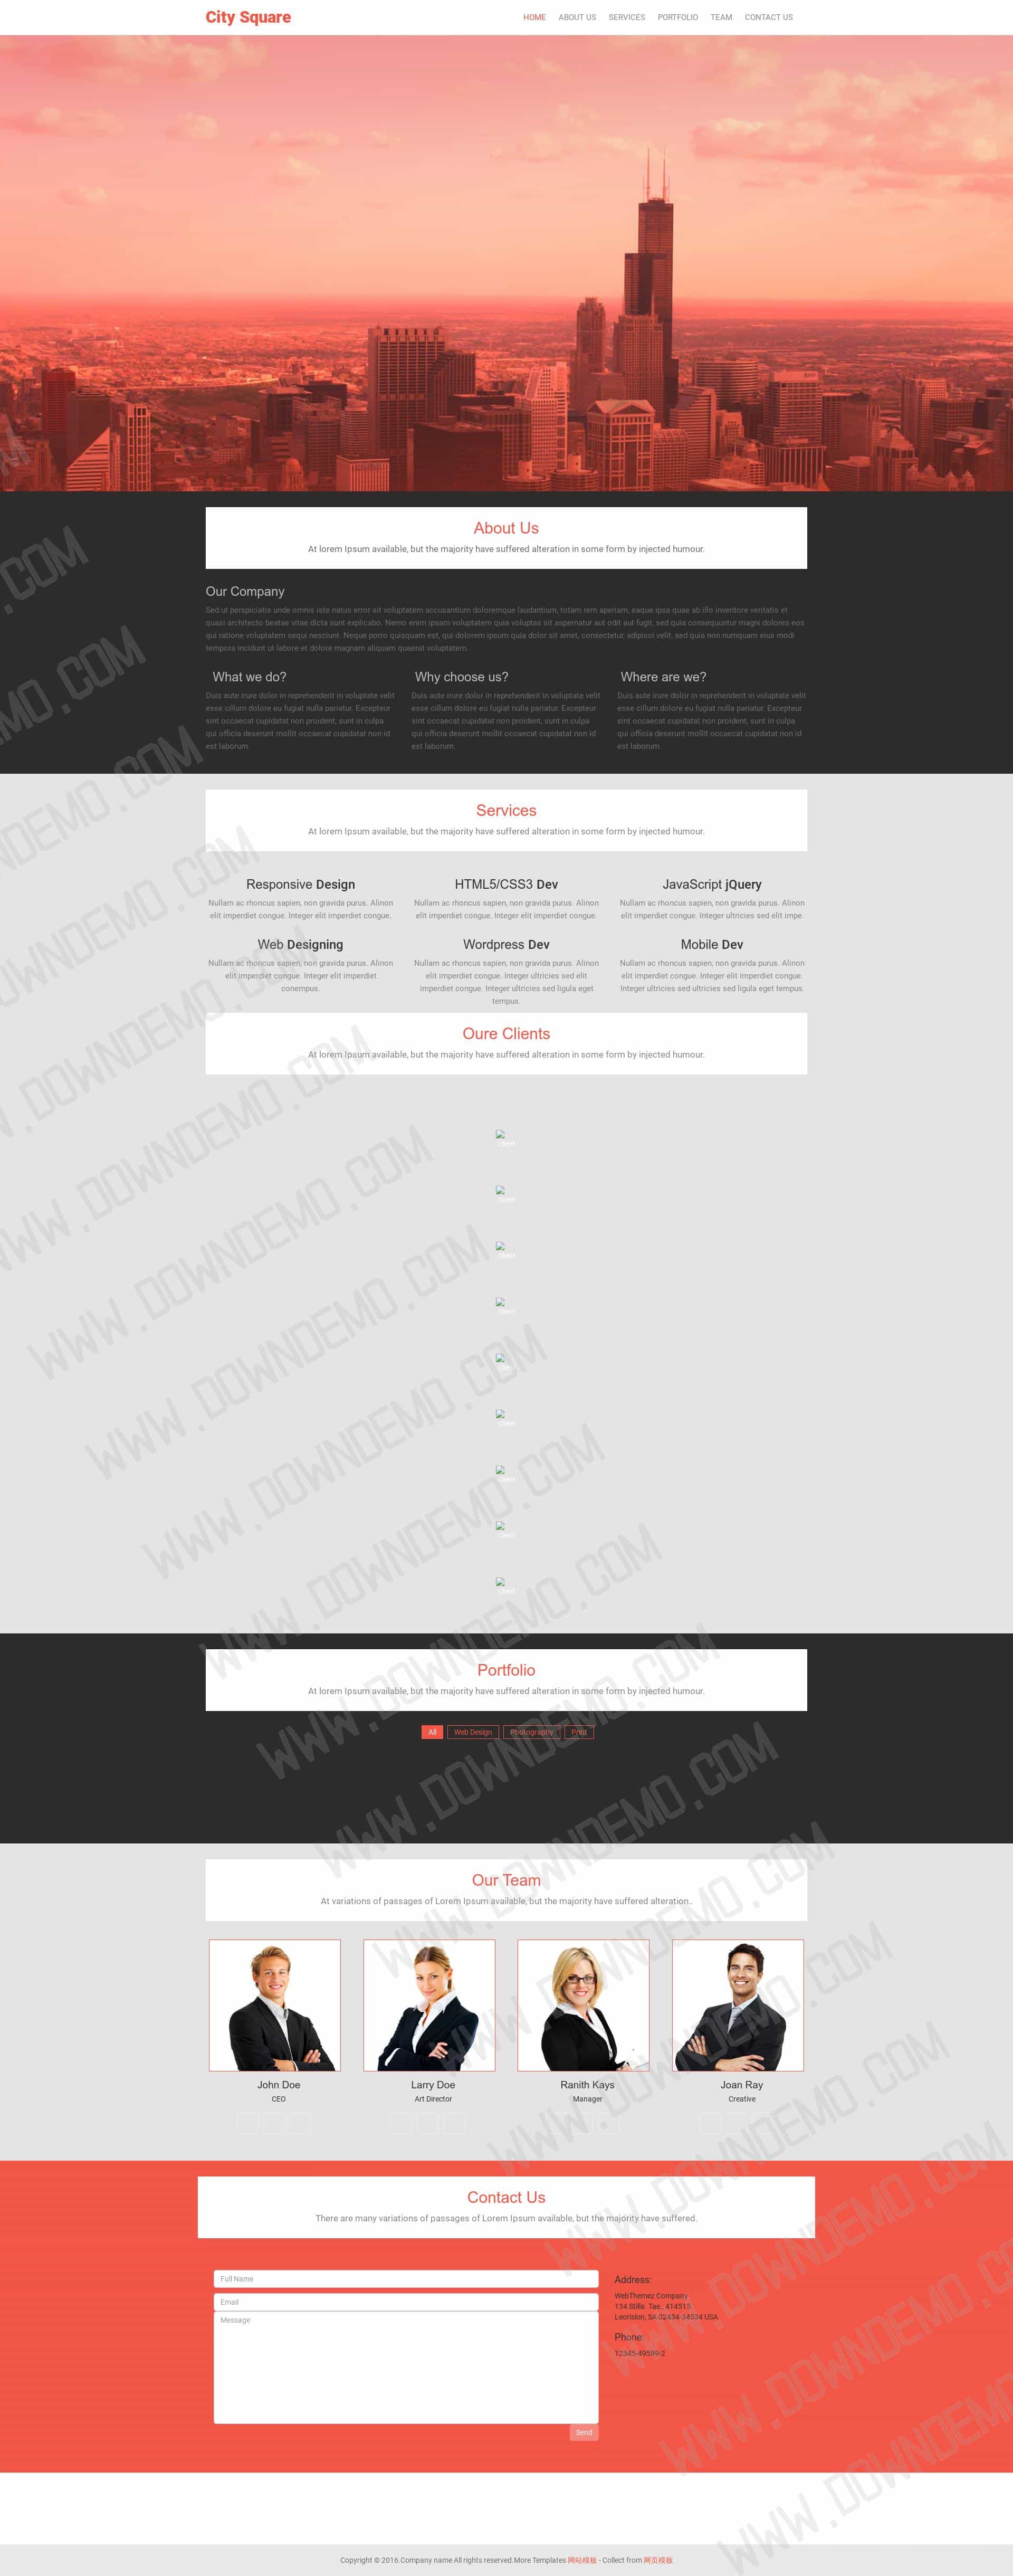 City Square
HOME ABOUT US SERVICES PORTFOLIO TEAM CONTACT US
About Us
At lorem Ipsum available, but the majority have suffered alteration in some form by injected humour.
Our Company
Sed ut perspiciatis unde omnis iste natus error sit voluptatem accusantium doloremque laudantium, totam rem aperiam, eaque ipsa quae ab illo inventore veritatis et
quasi architecto beatae vitae dicta sunt explicabo. Nemo enim ipsam voluptatem quia voluptas sit aspernatur aut odit aut fugit, sed quia consequuntur magni dolores eos
qui ratione voluptatem sequi nesciunt. Neque porro quisquam est, qui dolorem ipsum quia dolor sit amet, consectetur, adipisci velit, sed quia non numquam eius modi
tempora incidunt ut labore et dolore magnam aliquam quaerat voluptatem.
What we do?
Duis aute irure dolor in reprehenderit in voluptate velit
esse cillum dolore eu fugiat nulla pariatur. Excepteur
sint occaecat cupidatat non proident, sunt in culpa
qui officia deserunt mollit occaecat cupidatat non id
est laborum.
Why choose us?
Duis aute irure dolor in reprehenderit in voluptate velit
esse cillum dolore eu fugiat nulla pariatur. Excepteur
sint occaecat cupidatat non proident, sunt in culpa
qui officia deserunt mollit occaecat cupidatat non id
est laborum.
Where are we?
Duis aute irure dolor in reprehenderit in voluptate velit
esse cillum dolore eu fugiat nulla pariatur. Excepteur
sint occaecat cupidatat non proident, sunt in culpa
qui officia deserunt mollit occaecat cupidatat non id
est laborum.
Services
At lorem Ipsum available, but the majority have suffered alteration in some form by injected humour.
Responsive Design
Nullam ac rhoncus sapien, non gravida purus. Alinon
elit imperdiet congue. Integer elit imperdiet congue.
HTML5/CSS3 Dev
Nullam ac rhoncus sapien, non gravida purus. Alinon
elit imperdiet congue. Integer elit imperdiet congue.
JavaScript jQuery
Nullam ac rhoncus sapien, non gravida purus. Alinon
elit imperdiet congue. Integer ultricies sed elit impe.
Web Designing
Nullam ac rhoncus sapien, non gravida purus. Alinon
elit imperdiet congue. Integer elit imperdiet
conempus.
Wordpress Dev
Nullam ac rhoncus sapien, non gravida purus. Alinon
elit imperdiet congue. Integer ultricies sed elit
imperdiet congue. Integer ultricies sed ligula eget
tempus.
Mobile Dev
Nullam ac rhoncus sapien, non gravida purus. Alinon
elit imperdiet congue. Integer elit imperdiet congue.
Integer ultricies sed ultricies sed ligula eget tempus.
Oure Clients
At lorem Ipsum available, but the majority have suffered alteration in some form by injected humour.
client
client
client
client
client
client
client
client
Portfolio
At lorem Ipsum available, but the majority have suffered alteration in some form by injected humour.
All Web Design Photography Print
Our Team
At variations of passages of Lorem Ipsum available, but the majority have suffered alteration..
John Doe
CEO
Larry Doe
Art Director
Ranith Kays
Manager
Joan Ray
Creative
Contact Us
There are many variations of passages of Lorem Ipsum available, but the majority have suffered.
Full Name
Email
Message
Send
Address:
WebThemez Company
134 Stilla. Tae., 414515
Leorislon, SA 02434-34534 USA
Phone:
12345-49589-2
Copyright © 2016.Company name All rights reserved.More Templates 网站模板 - Collect from 网页模板
WWW.DOWNDEMO.COM